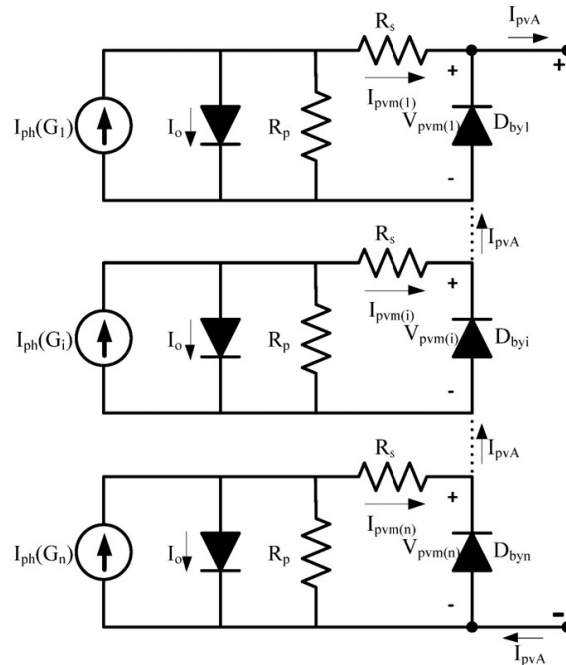 R_s
I_pvA
+
+
I_pvm(1)
I_ph(G_1)
I_o
R_p
V_pvm(1)
D_by1
-
R_s
I_pvA
+
I_pvm(i)
I_ph(G_i)
I_o
R_p
V_pvm(i)
D_byi
-
R_s
I_pvA
+
I_pvm(n)
I_ph(G_n)
I_o
R_p
V_pvm(n)
D_byn
-
-
I_pvA